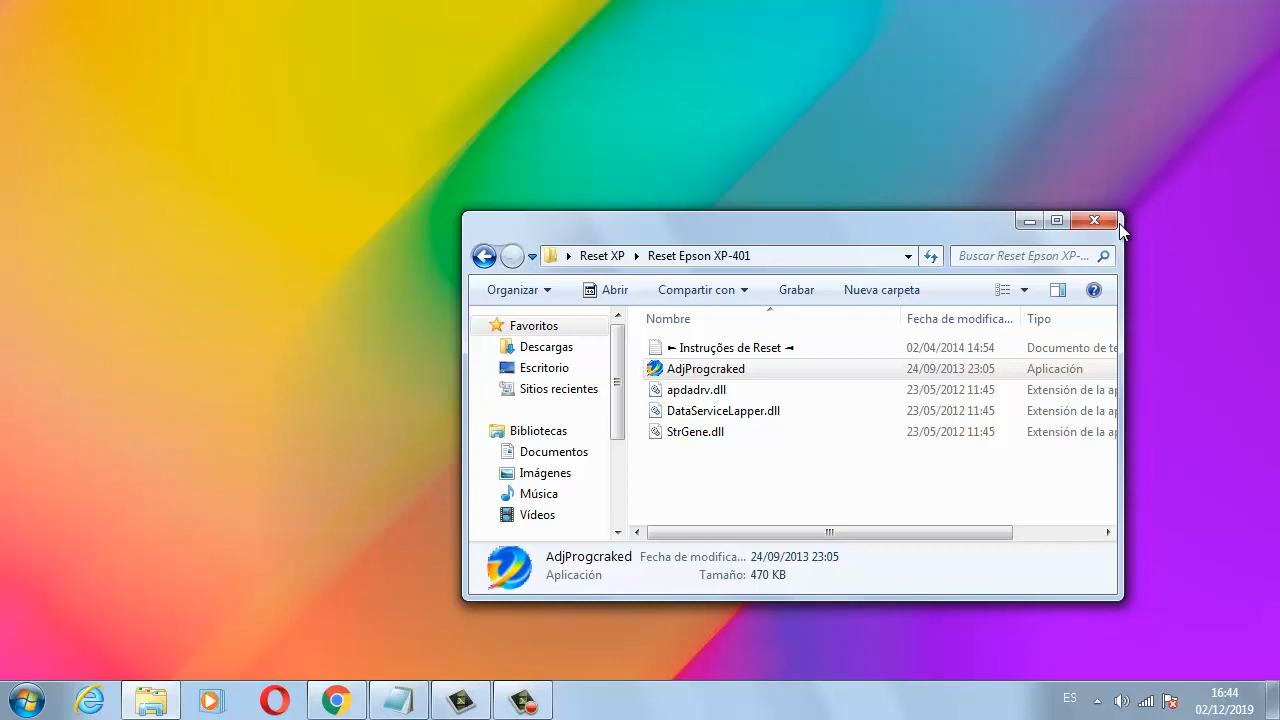 Reset XP Reset Epson XP-401
Buscar Reset Epson XP-...
Organizar Abrir Compartir con Grabar Nueva carpeta
Favoritos
Descargas
Escritorio
Sitios recientes
Bibliotecas
Documentos
Imágenes
Música
Vídeos
Nombre Fecha de modifica... Tipo
Instruções de Reset 02/04/2014 14:54 Documento de te
AdjProgcraked 24/09/2013 23:05 Aplicación
apdadrv.dll 23/05/2012 11:45 Extensión de la ap
DataServiceLapper.dll 23/05/2012 11:45 Extensión de la ap
StrGene.dll 23/05/2012 11:45 Extensión de la ap
AdjProgcraked Fecha de modifica... 24/09/2013 23:05
Aplicación Tamaño: 470 KB
ES
16:44
02/12/2019